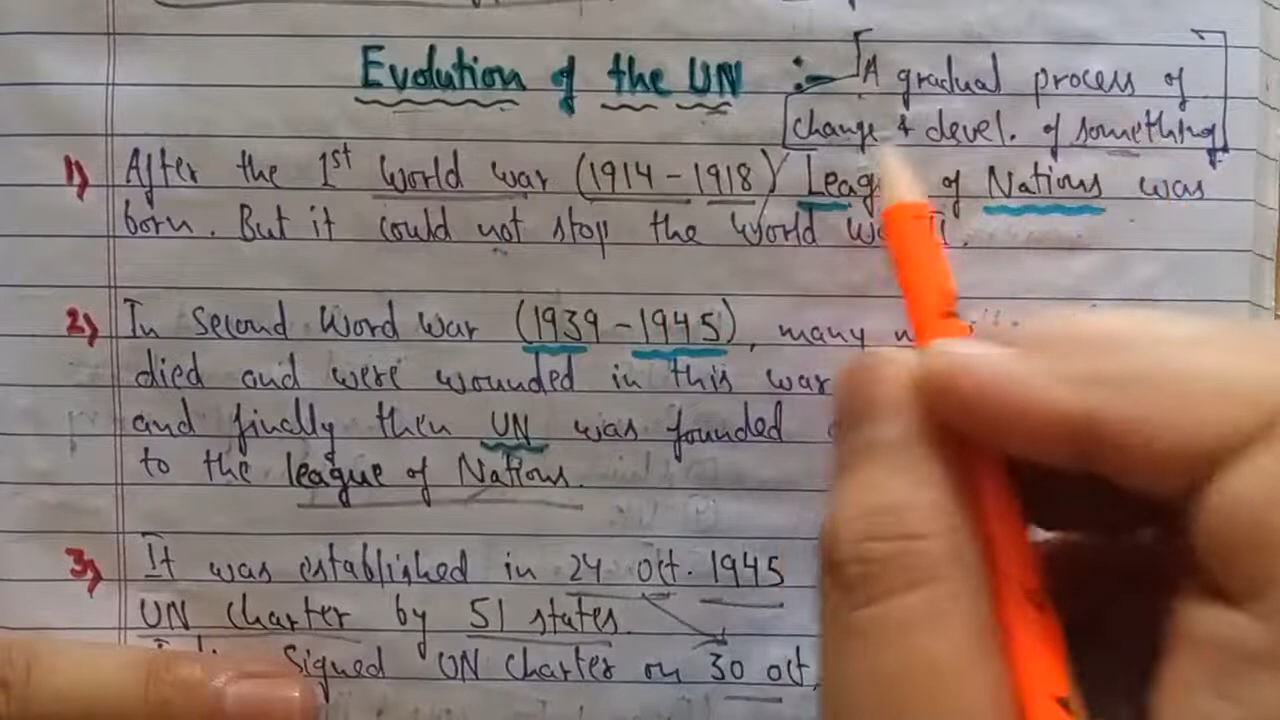 Evolution of the UN :- [A gradual process of
change & devel. of something]
1) After the 1st World war (1914 - 1918) of Nations was
born. But it could not stop the World
2) In Second Word war (1939 - 1945), many
died and were wounded in this war
and finally then UN was founded
to the league of Nations.
3) It was established in 24 oct. 1945
UN charter by 51 states.
Signed UN charter on 30 oct,